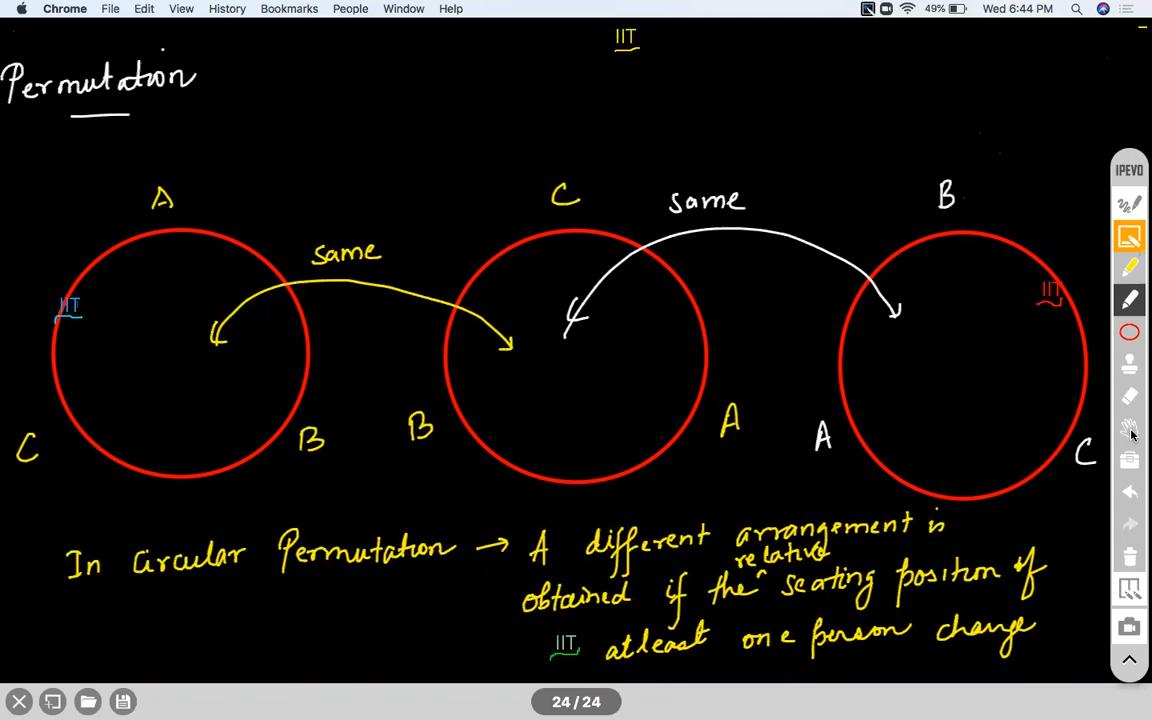 Chrome File Edit View History Bookmarks People Window Help 49% Wed 6:44 PM
IIT
Permutation
A
C
B
same
same
IIT
IIT
IPEVO
C
B
B
A
A
C
In Circular Permutation → A different arrangement is
relative
obtained if the ^ seating position of
IIT
atleast one person change
24 / 24